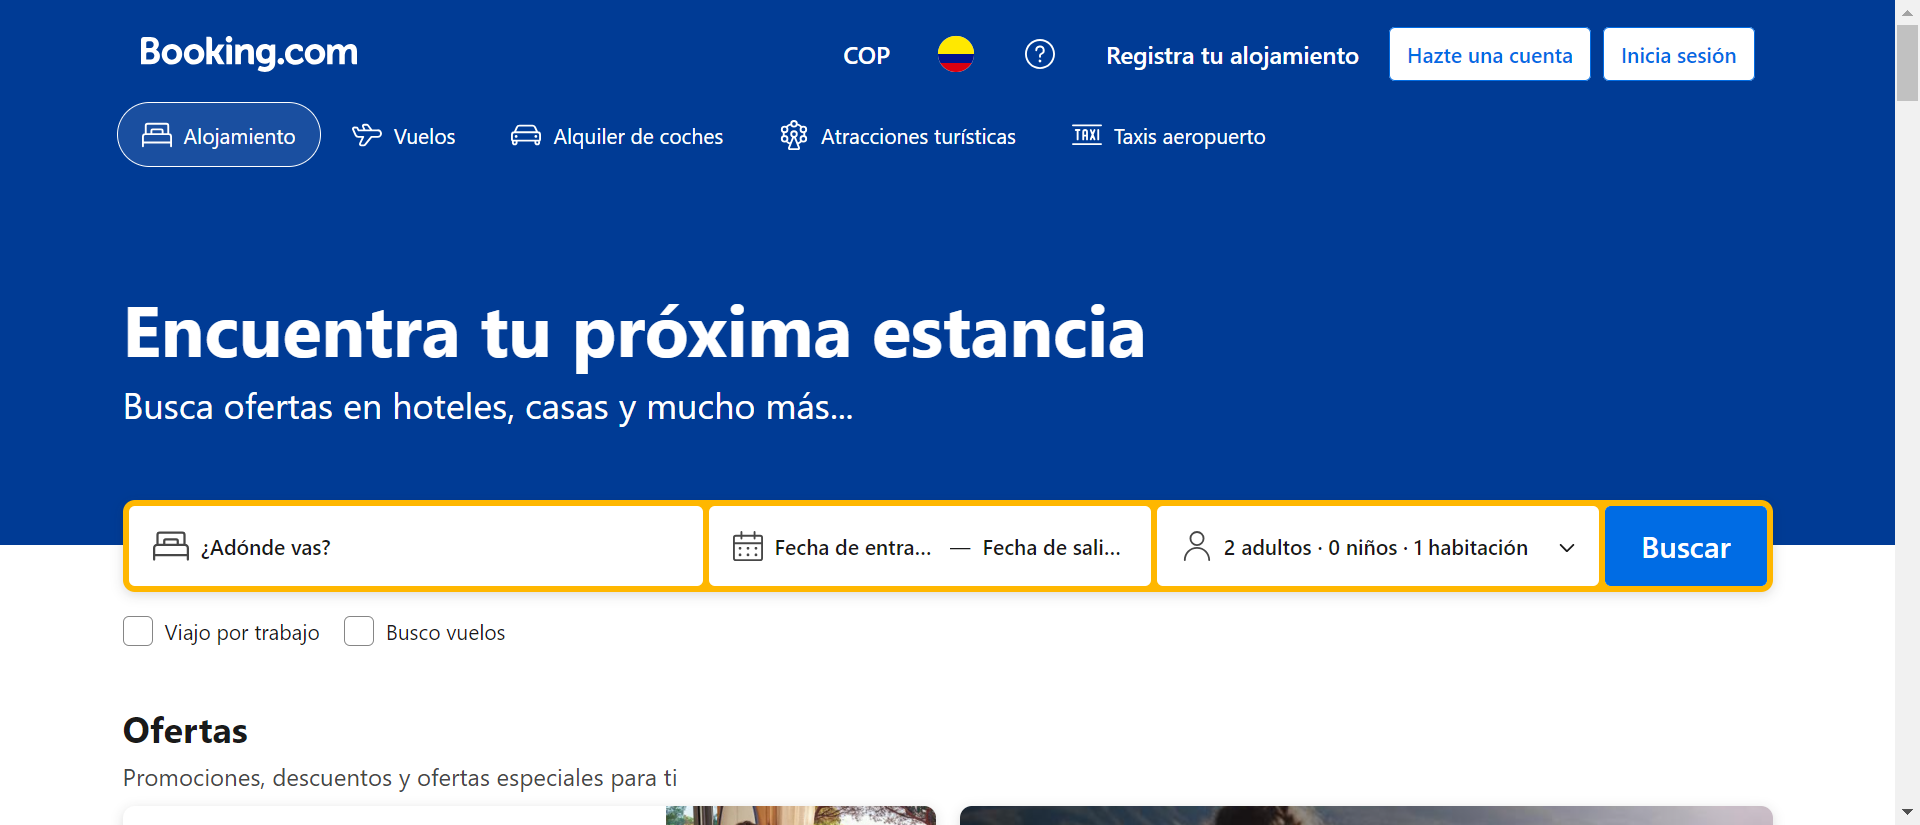 Booking.com
COP
Registra tu alojamiento
Hazte una cuenta
Inicia sesión
Alojamiento
Vuelos
Alquiler de coches
Atracciones turísticas
TAXI
Taxis aeropuerto
Encuentra tu próxima estancia
Busca ofertas en hoteles, casas y mucho más...
¿Adónde vas?
Fecha de entra... — Fecha de sali...
2 adultos · 0 niños · 1 habitación
Buscar
Viajo por trabajo
Busco vuelos
Ofertas
Promociones, descuentos y ofertas especiales para ti